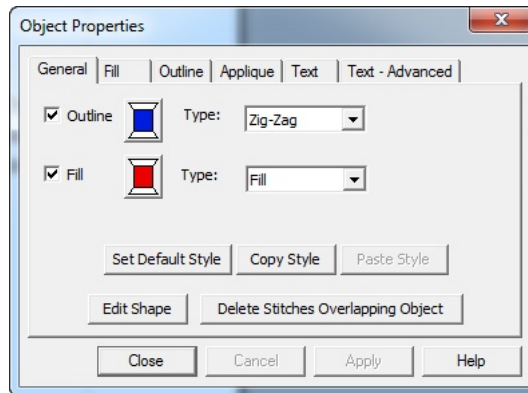 Object Properties
General Fill Outline Applique Text Text - Advanced
Outline Type: Zig-Zag
Fill Type: Fill
Set Default Style Copy Style Paste Style
Edit Shape Delete Stitches Overlapping Object
Close Cancel Apply Help